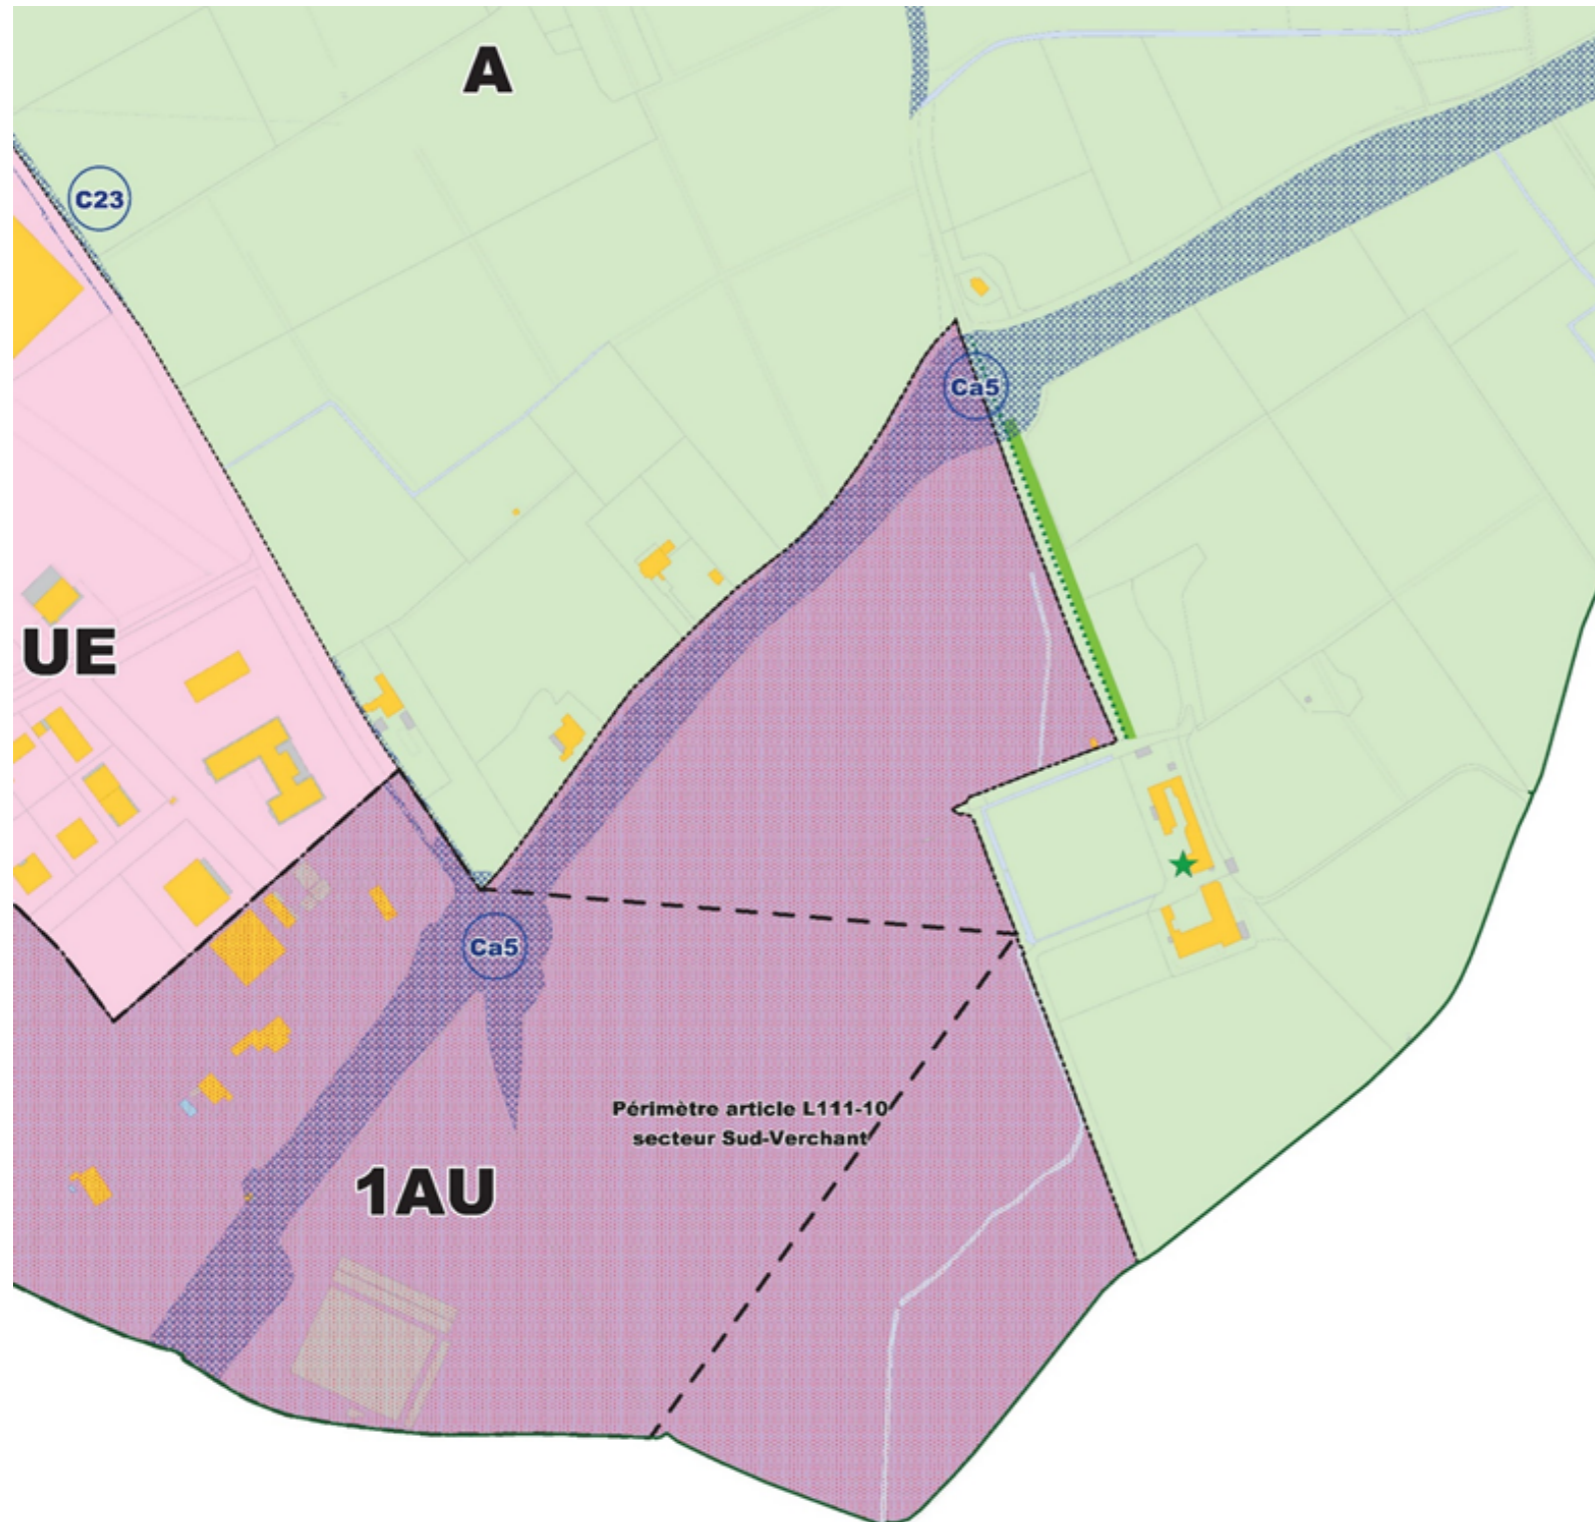 A
C23
Ca5
UE
Ca5
Périmètre article L111-10
secteur Sud-Verchant
1AU